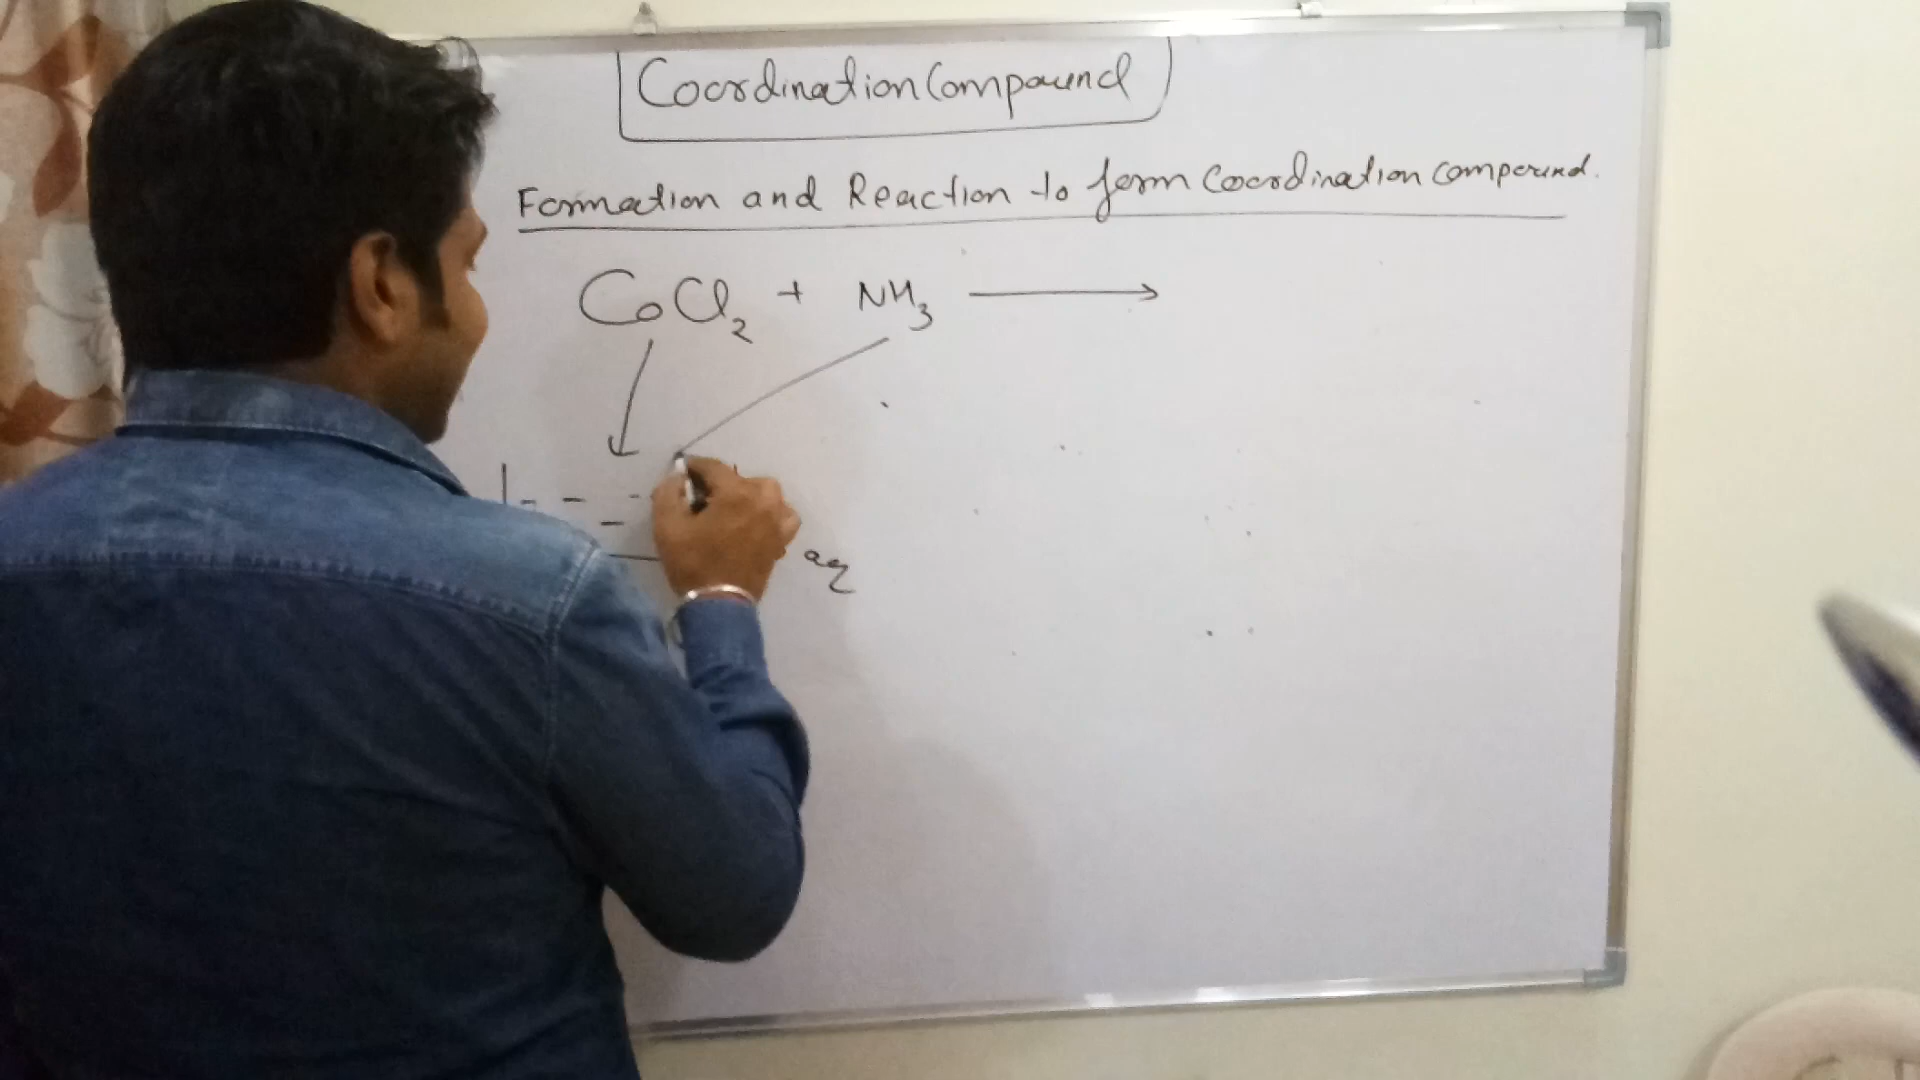 Coordination Compound
Formation and Reaction to form Coordination compound.
CoCl₂ + NH₃ ⟶
aq